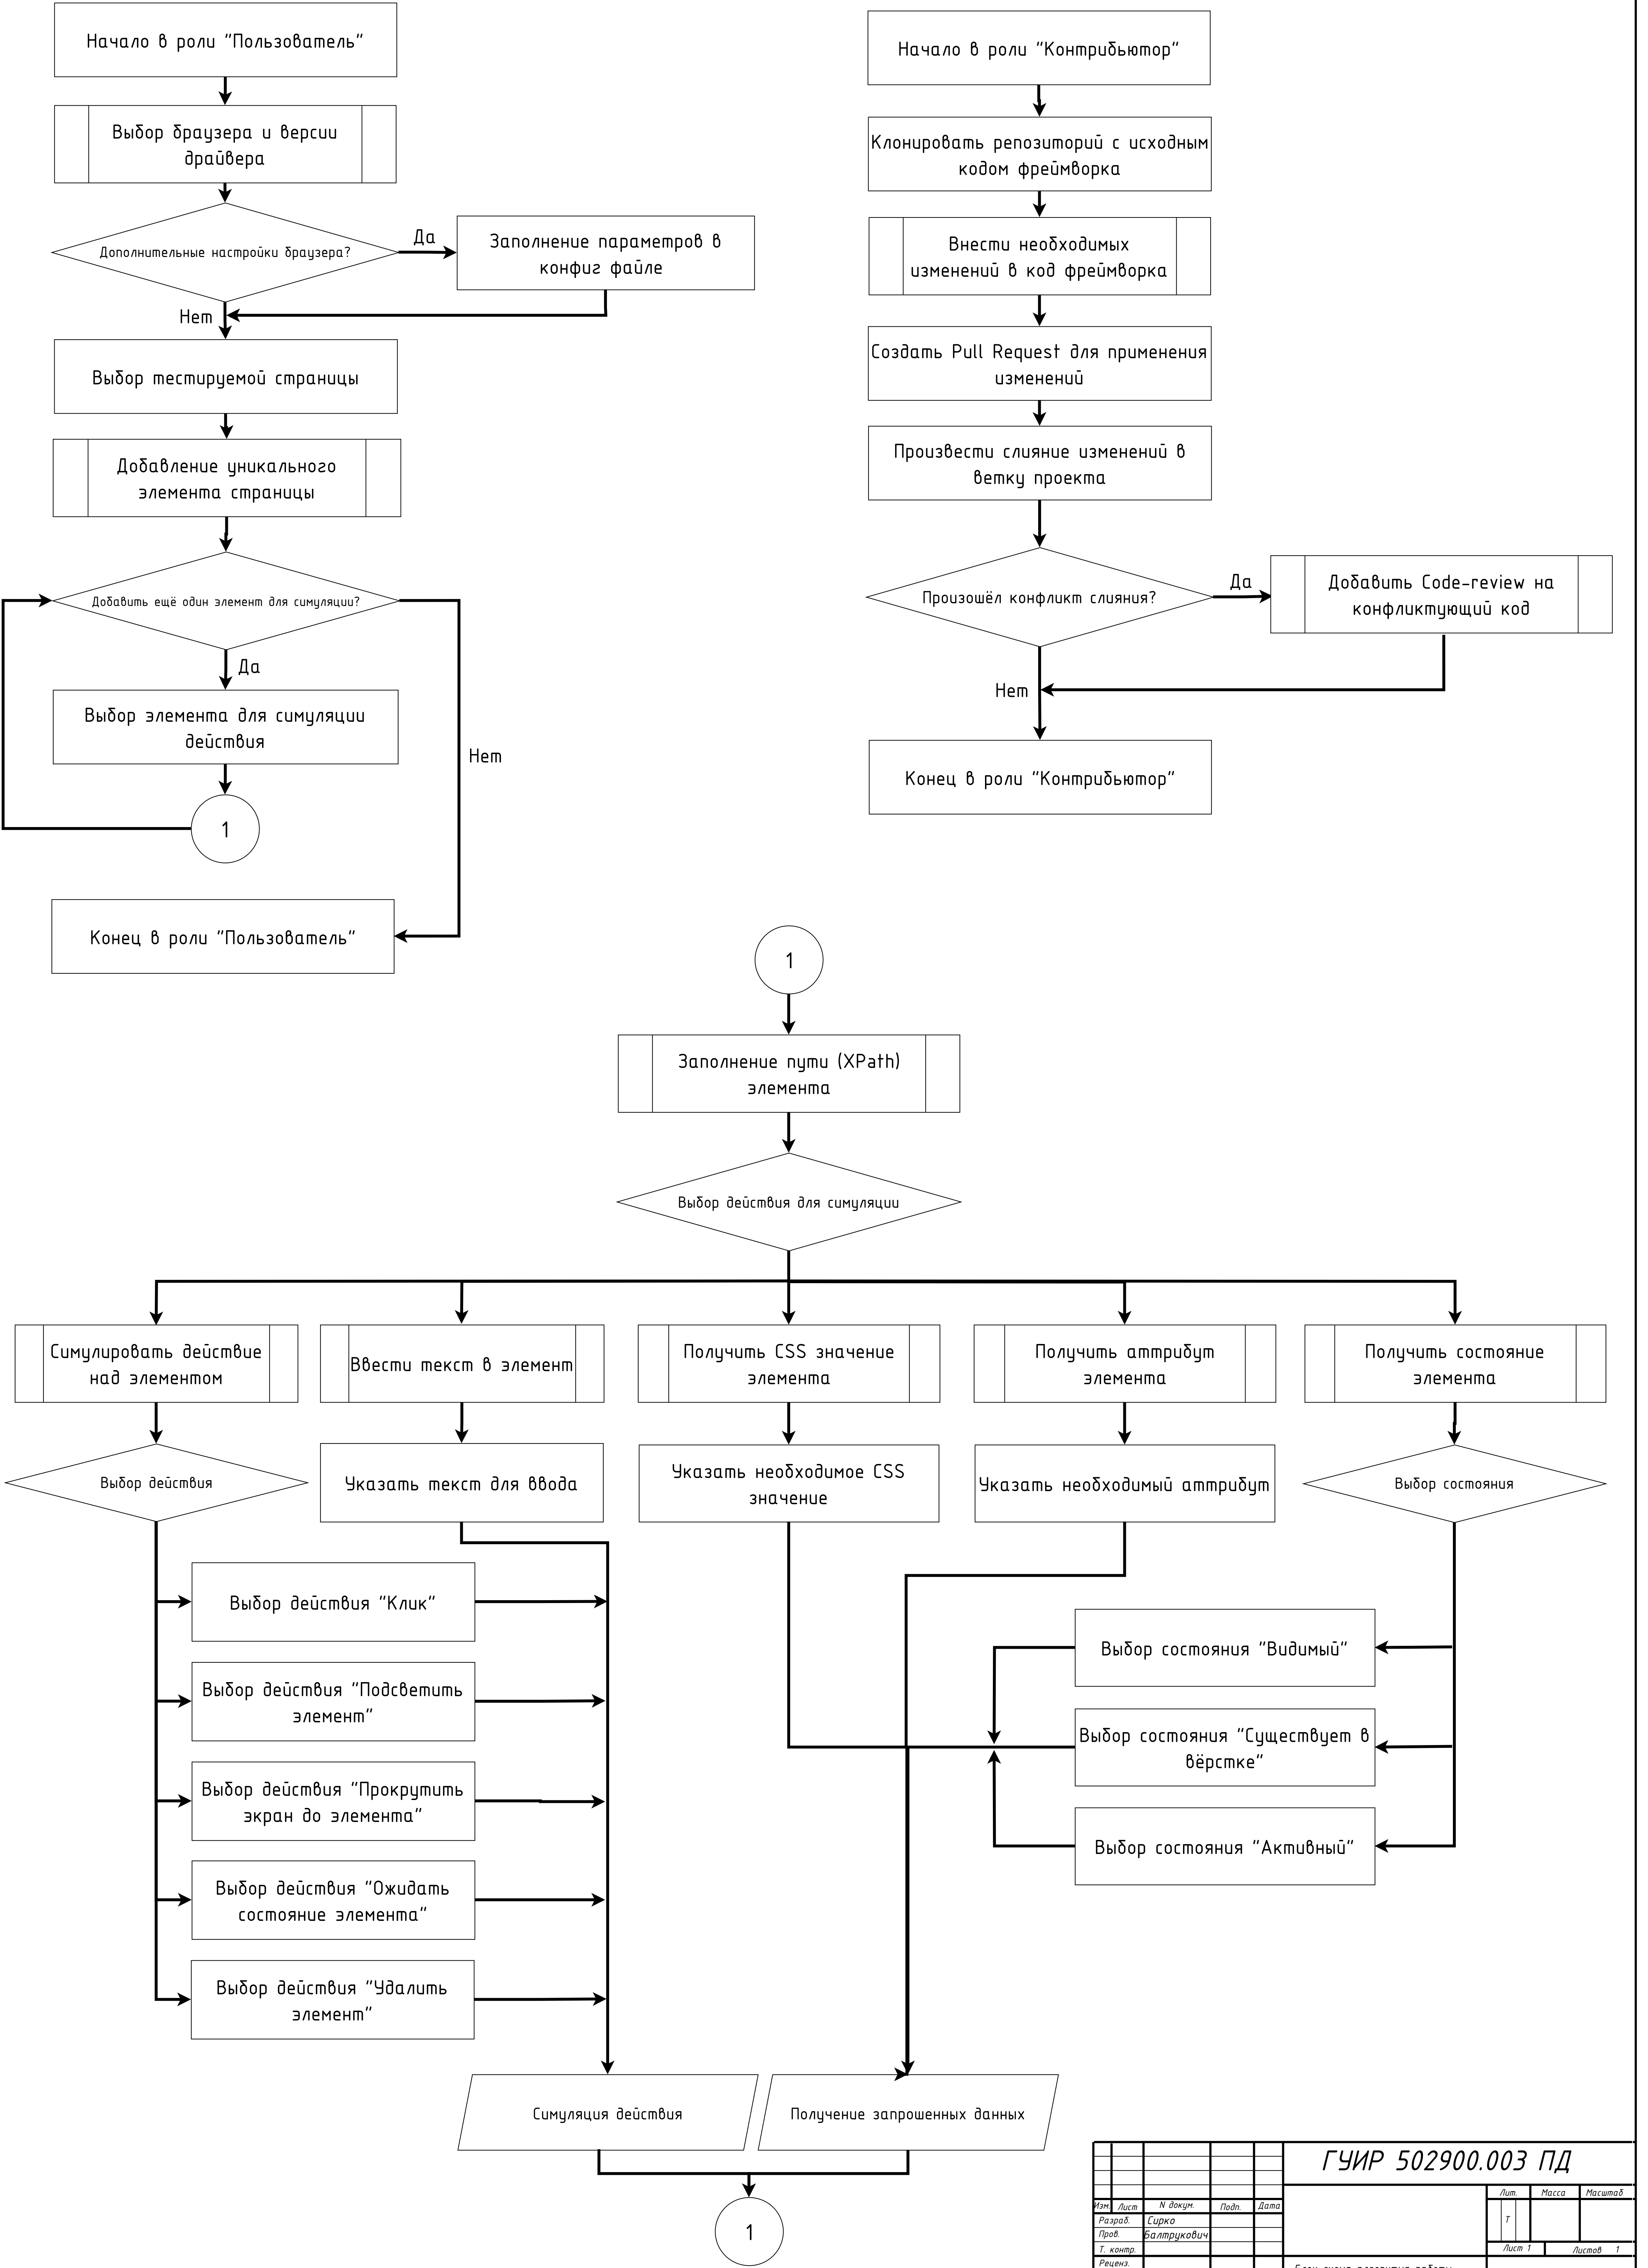 Начало в роли "Пользователь"
Выбор браузера и версии
драйвера
Дополнительные настройки браузера?
Да
Заполнение параметров в
конфиг файле
Нет
Выбор тестируемой страницы
Добавление уникального
элемента страницы
Добавить ещё один элемент для симуляции?
Да
Выбор элемента для симуляции
действия
Нет
1
Конец в роли "Пользователь"
Начало в роли "Контрибьютор"
Клонировать репозиторий с исходным
кодом фреймворка
Внести необходимых
изменений в код фреймворка
Создать Pull Request для применения
изменений
Произвести слияние изменений в
ветку проекта
Произошёл конфликт слияния?
Да
Добавить Code-review на
конфликтующий код
Нет
Конец в роли "Контрибьютор"
1
Заполнение пути (XPath)
элемента
Выбор действия для симуляции
Симулировать действие
над элементом
Ввести текст в элемент
Получить CSS значение
элемента
Получить аттрибут
элемента
Получить состояние
элемента
Выбор действия
Указать текст для ввода
Указать необходимое CSS
значение
Указать необходимый аттрибут
Выбор состояния
Выбор действия "Клик"
Выбор действия "Подсветить
элемент"
Выбор действия "Прокрутить
экран до элемента"
Выбор действия "Ожидать
состояние элемента"
Выбор действия "Удалить
элемент"
Выбор состояния "Видимый"
Выбор состояния "Существует в
вёрстке"
Выбор состояния "Активный"
Симуляция действия
Получение запрошенных данных
1
ГУИР 502900.003 ПД
Лит. Масса Масштаб
Изм. Лист N докум. Подп. Дата
Разраб. Сирко
Т
Пров. Балтрукович
Т. контр.
Лист 1 Листов 1
Реценз.